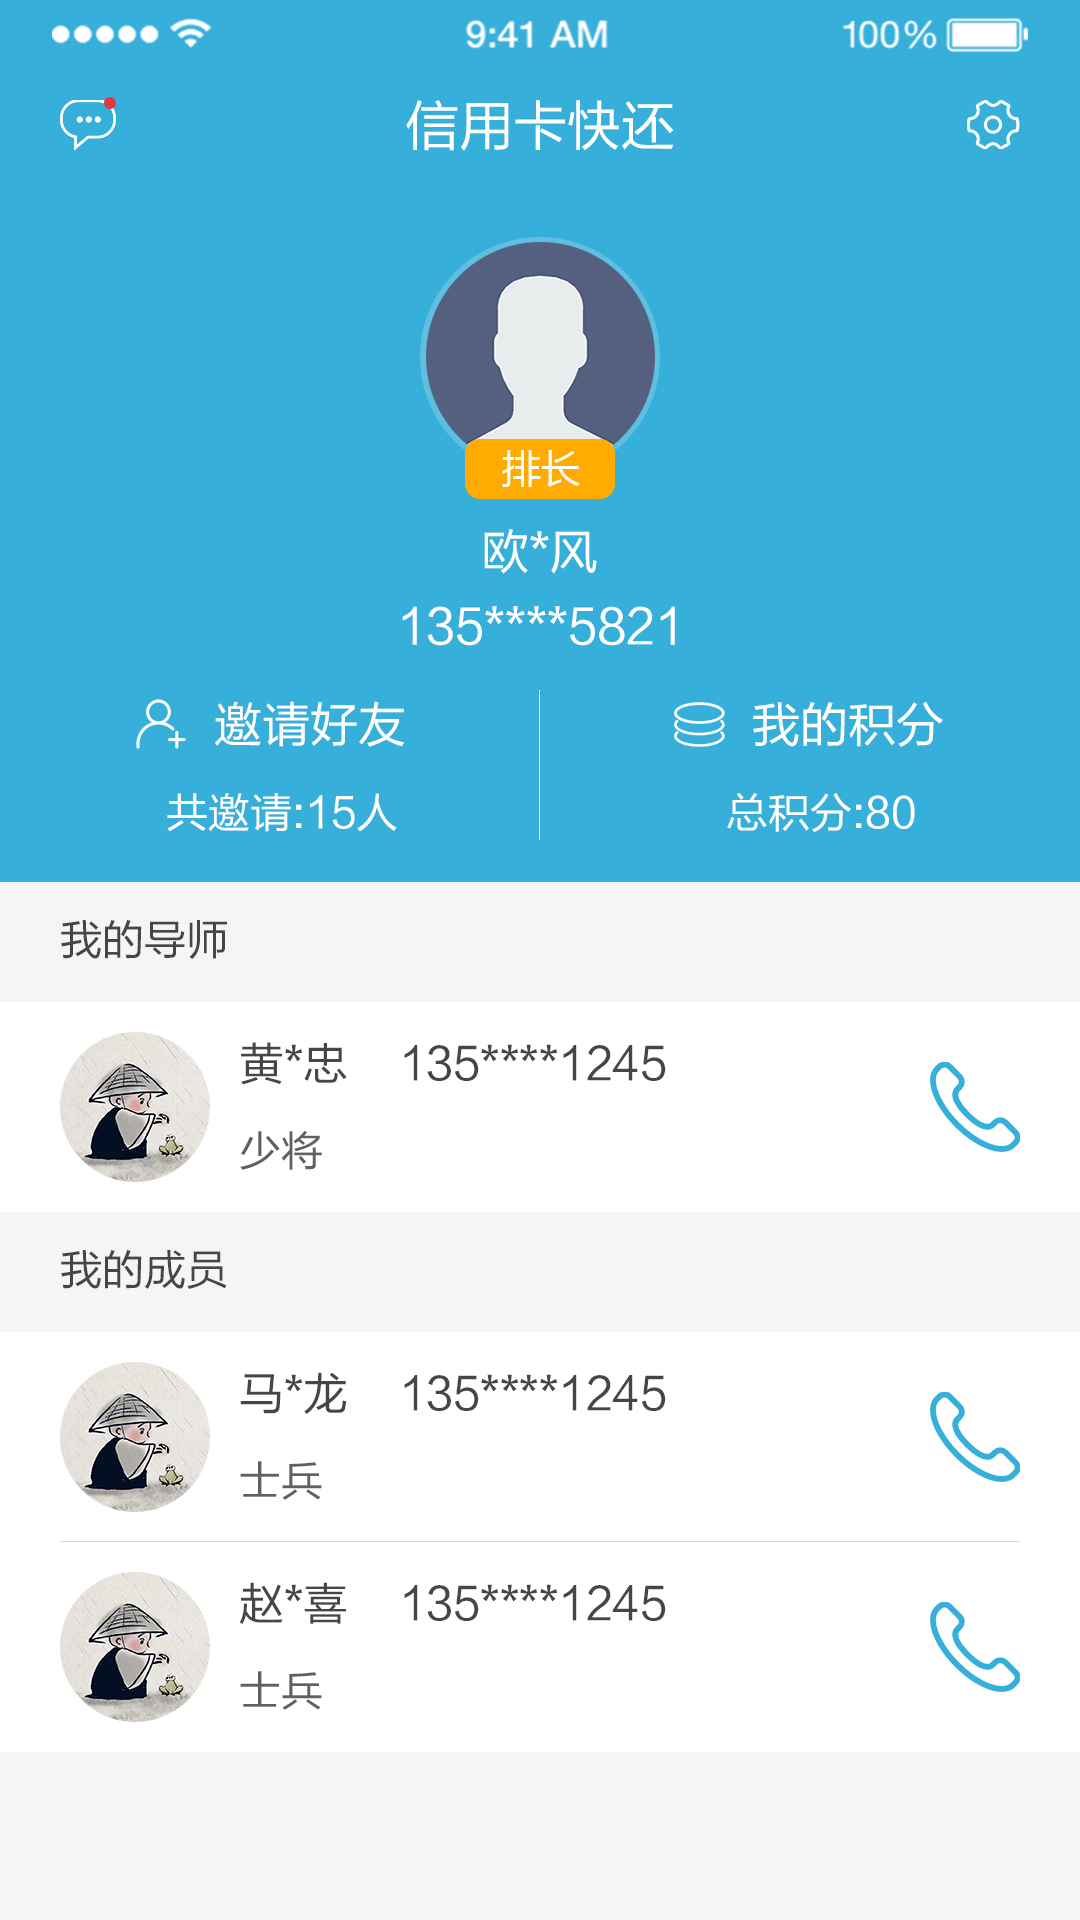 9:41 AM
100%
信用卡快还
排长
欧*风
135****5821
邀请好友
我的积分
共邀请:15人
总积分:80
我的导师
黄*忠 135****1245
少将
我的成员
马*龙 135****1245
士兵
赵*喜 135****1245
士兵